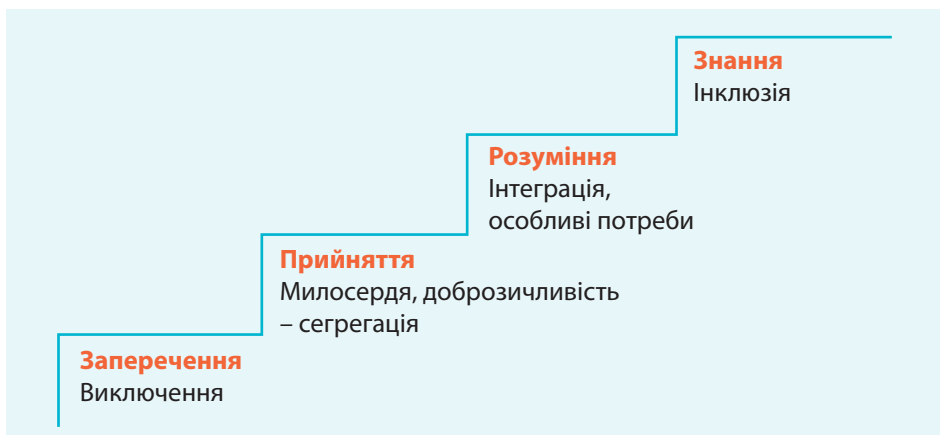 Знання
Інклюзія
Розуміння
Інтеграція,
особливі потреби
Прийняття
Милосердя, доброзичливість
– сегрегація
Заперечення
Виключення